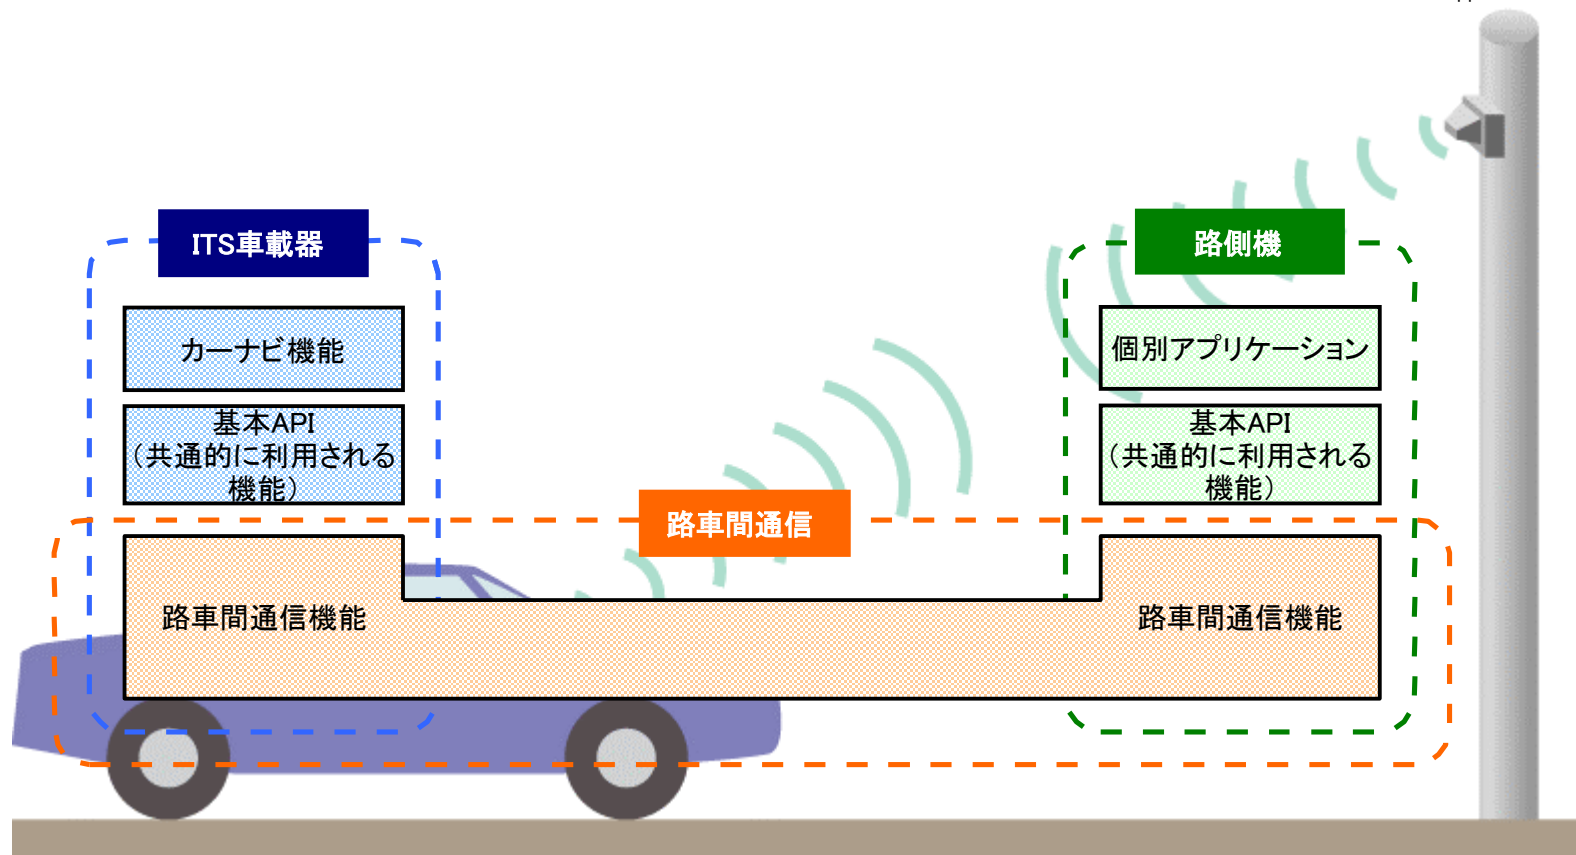 ITS車載器
カーナビ機能
基本API
（共通的に利用される
機能）
路車間通信機能
路車間通信
路側機
個別アプリケーション
基本API
（共通的に利用される
機能）
路車間通信機能